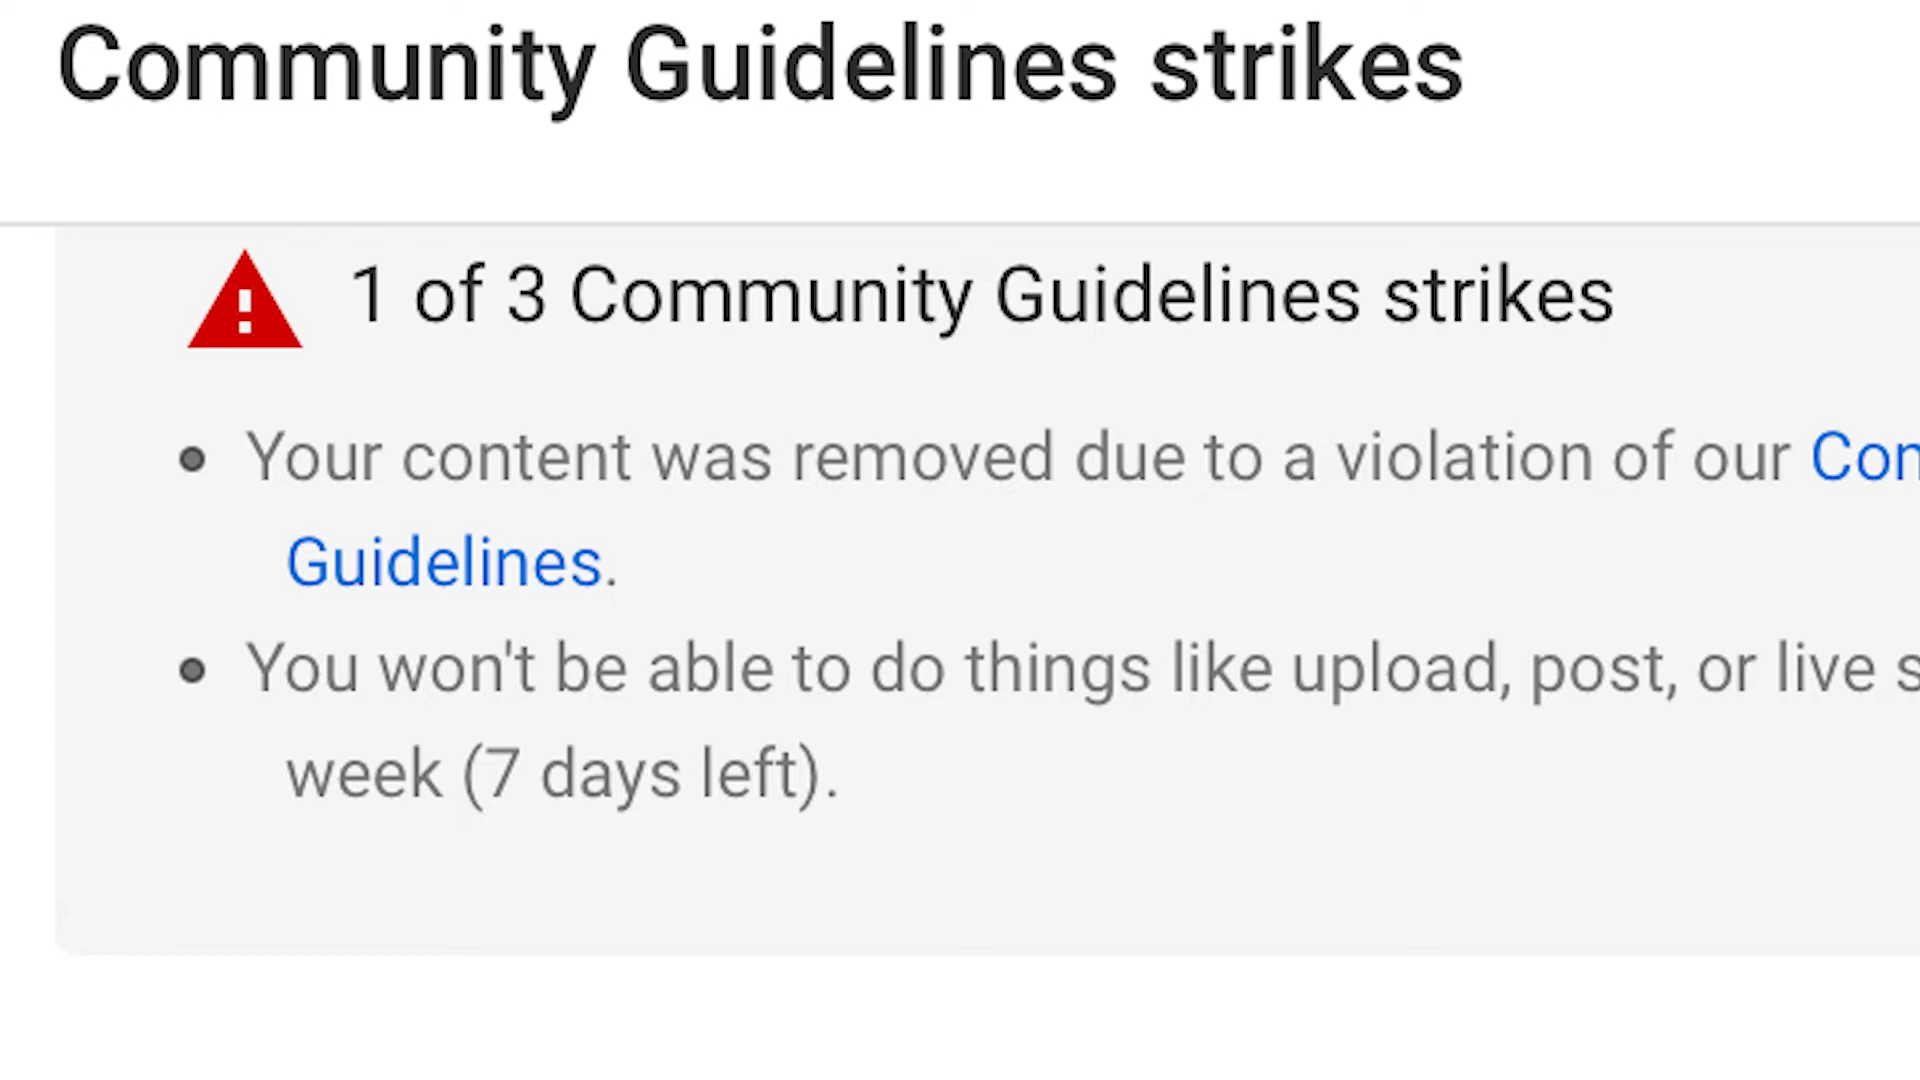 Community Guidelines strikes
1 of 3 Community Guidelines strikes
• Your content was removed due to a violation of our
Guidelines.
• You won't be able to do things like upload, post, or live
week (7 days left).